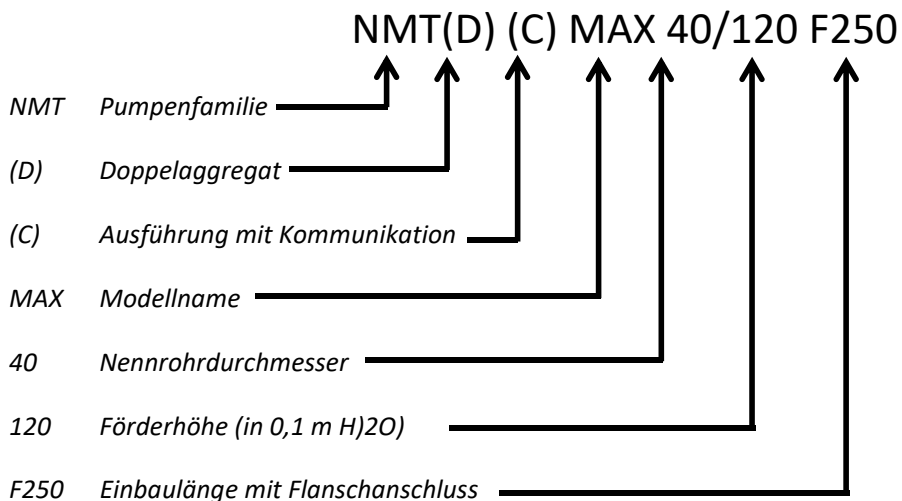 NMT(D) (C) MAX 40/120 F250
NMT Pumpenfamilie
(D) Doppelaggregat
(C) Ausführung mit Kommunikation
MAX Modellname
40 Nennrohrdurchmesser
120 Förderhöhe (in 0,1 m H)2O)
F250 Einbaulänge mit Flanschanschluss